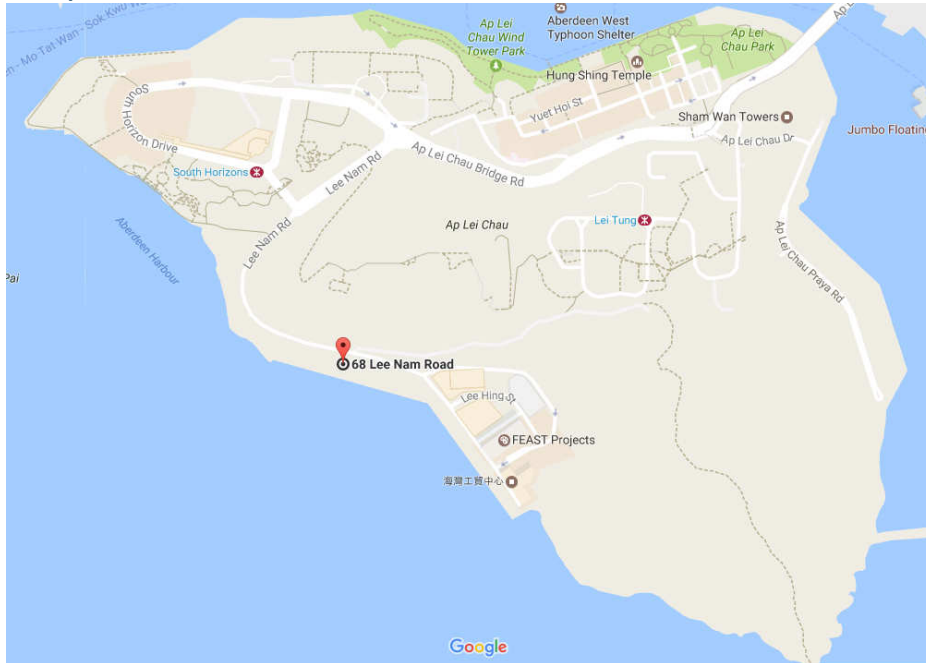 Ap Lei
Chau Wind
Tower Park
Aberdeen West
Typhoon Shelter
Ap Lei
Chau Park
Hung Shing Temple
Yuet Hoi St
Sham Wan Towers
Jumbo Floatin
Ap Lei Chau Dr
South Horizon Drive
South Horizons
Lee Nam Rd
Ap Lei Chau Bridge Rd
Lee Nam Rd
Ap Lei Chau
Lei Tung
Aberdeen Harbour
Pai
Ap Lei Chau Praya Rd
68 Lee Nam Road
Lee Hing St
FEAST Projects
海灣工貿中心
Google